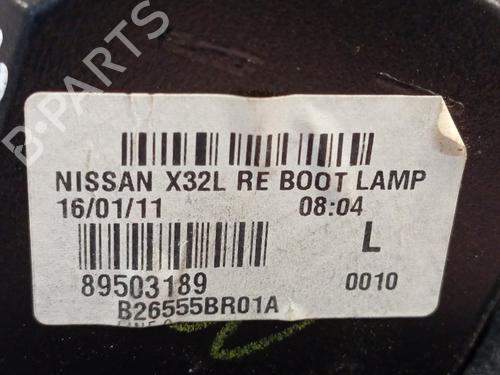 NISSAN X32L RE BOOT LAMP
16/01/11 08:04
L
89503189 0010
B26555BR01A
B-PARTS